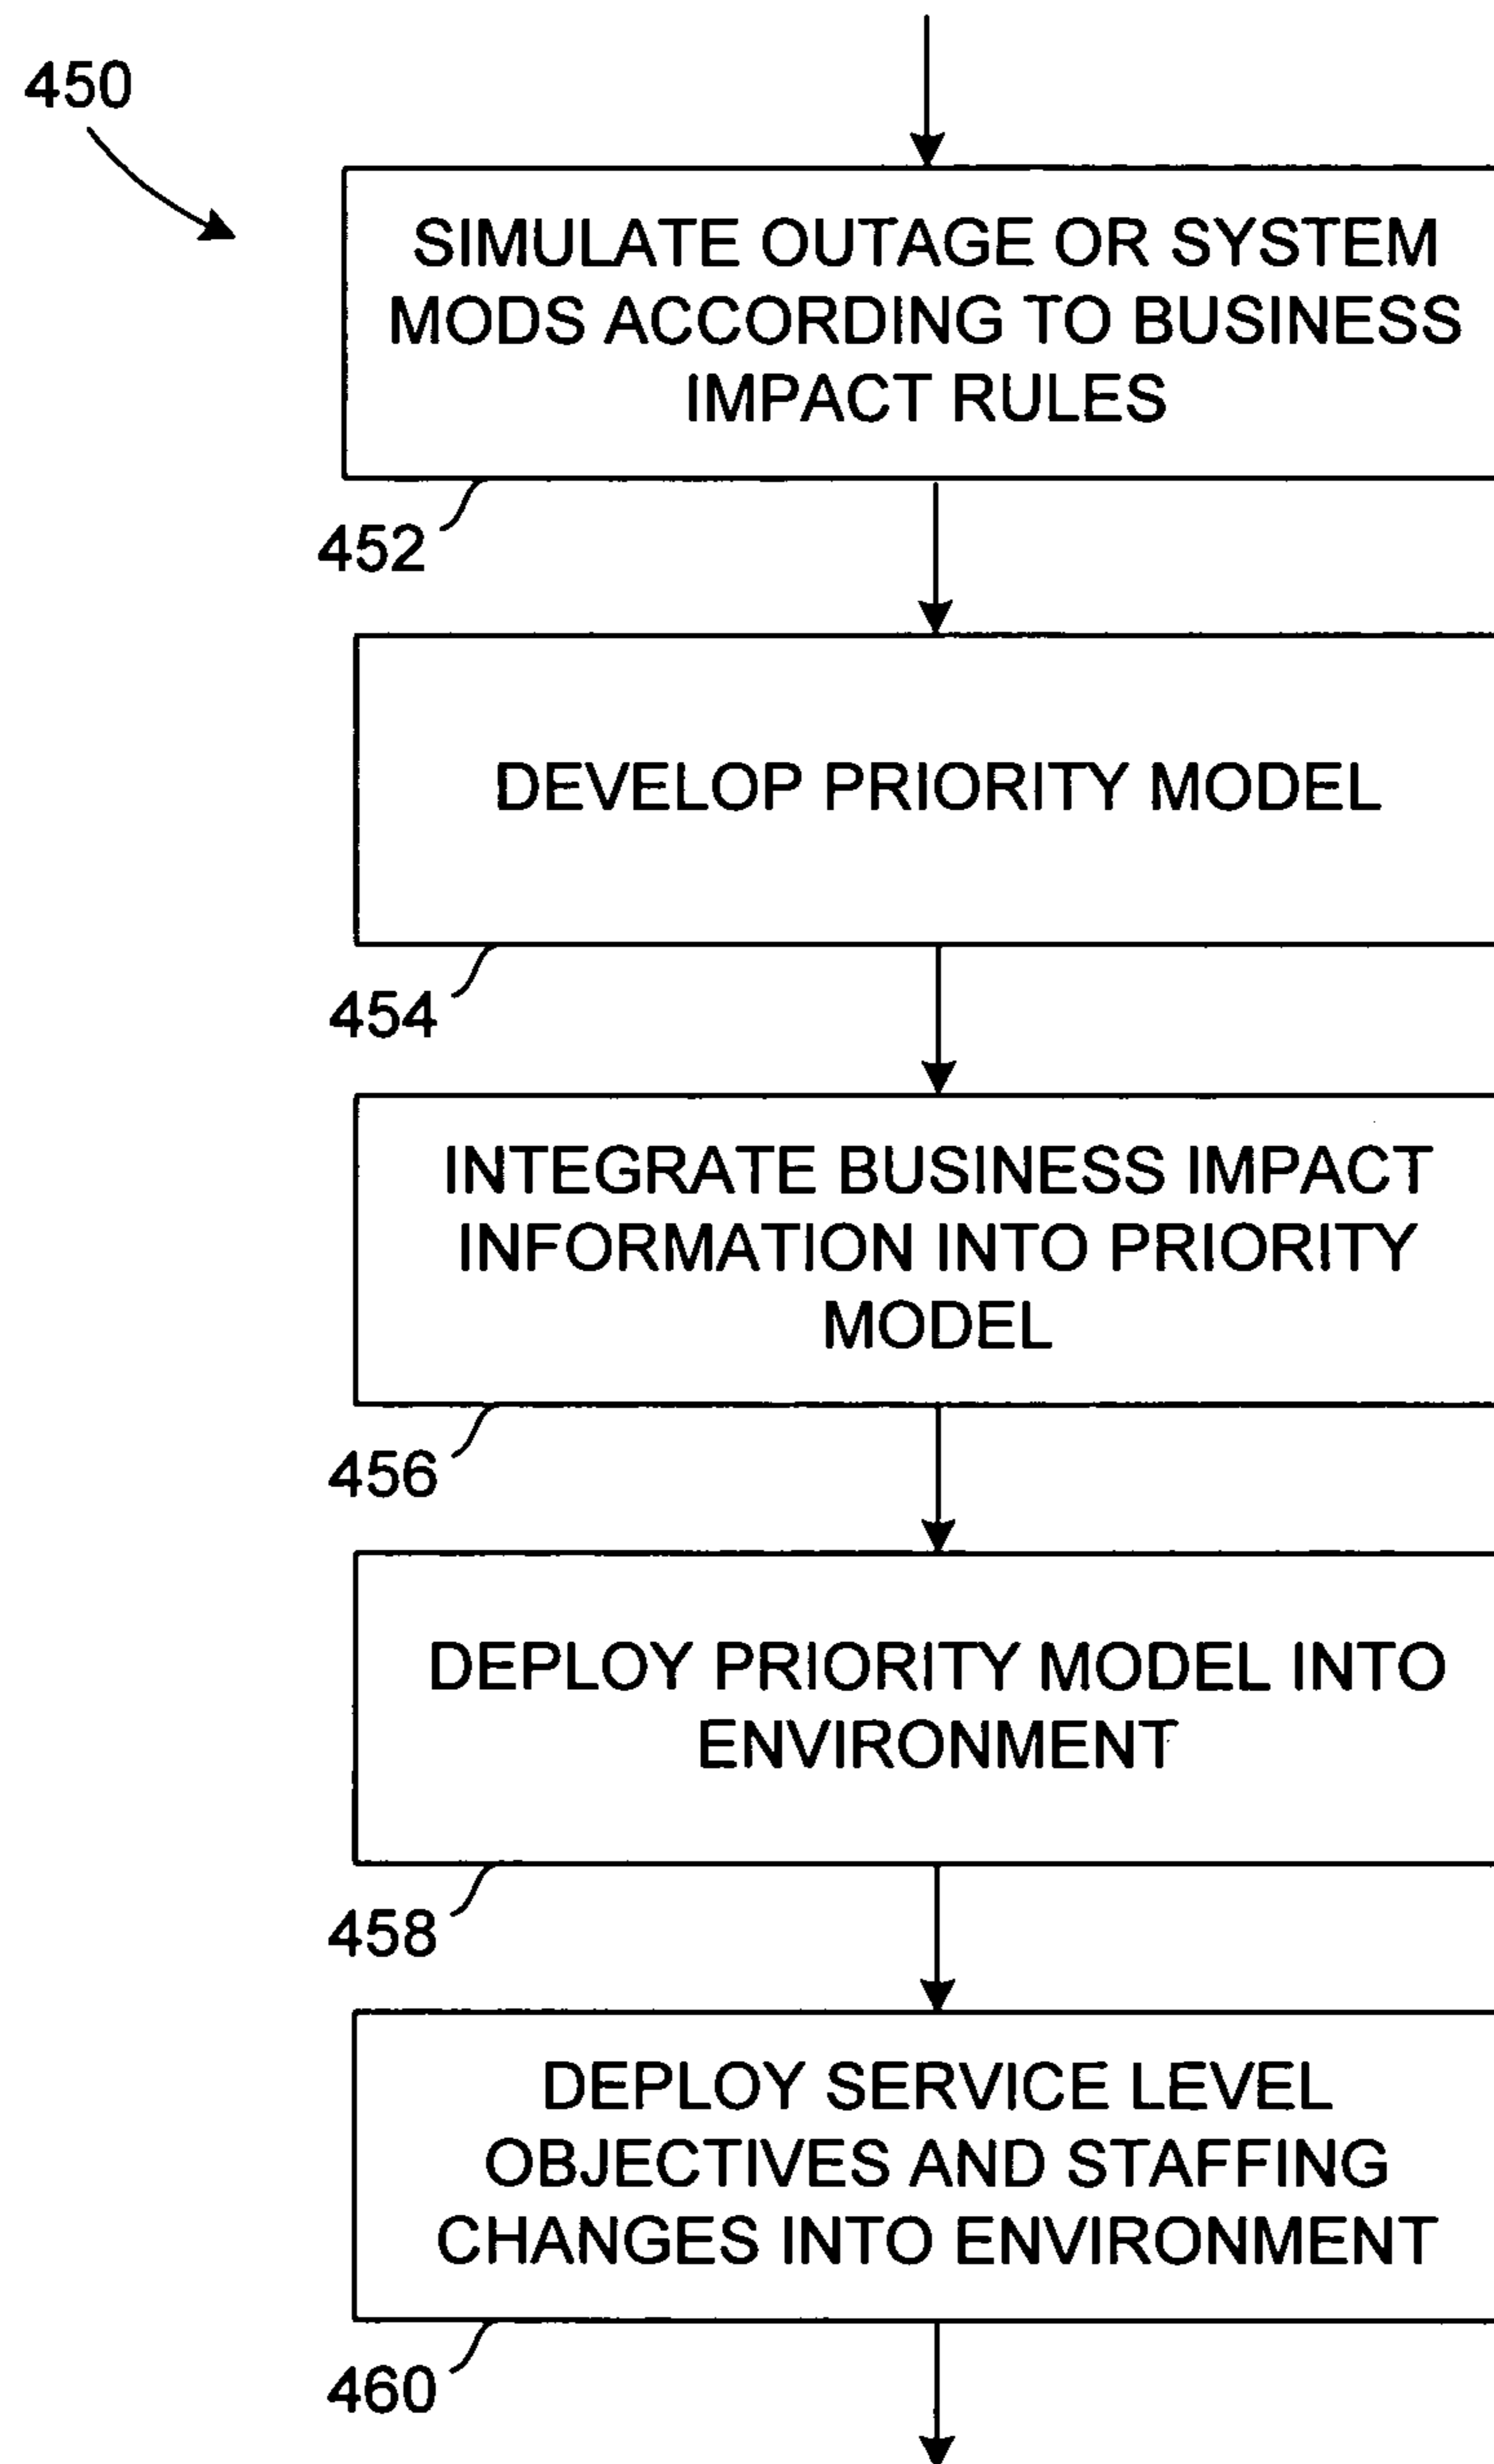 450
SIMULATE OUTAGE OR SYSTEM
MODS ACCORDING TO BUSINESS
IMPACT RULES
452
DEVELOP PRIORITY MODEL
454
INTEGRATE BUSINESS IMPACT
INFORMATION INTO PRIORITY
MODEL
456
DEPLOY PRIORITY MODEL INTO
ENVIRONMENT
458
DEPLOY SERVICE LEVEL
OBJECTIVES AND STAFFING
CHANGES INTO ENVIRONMENT
460